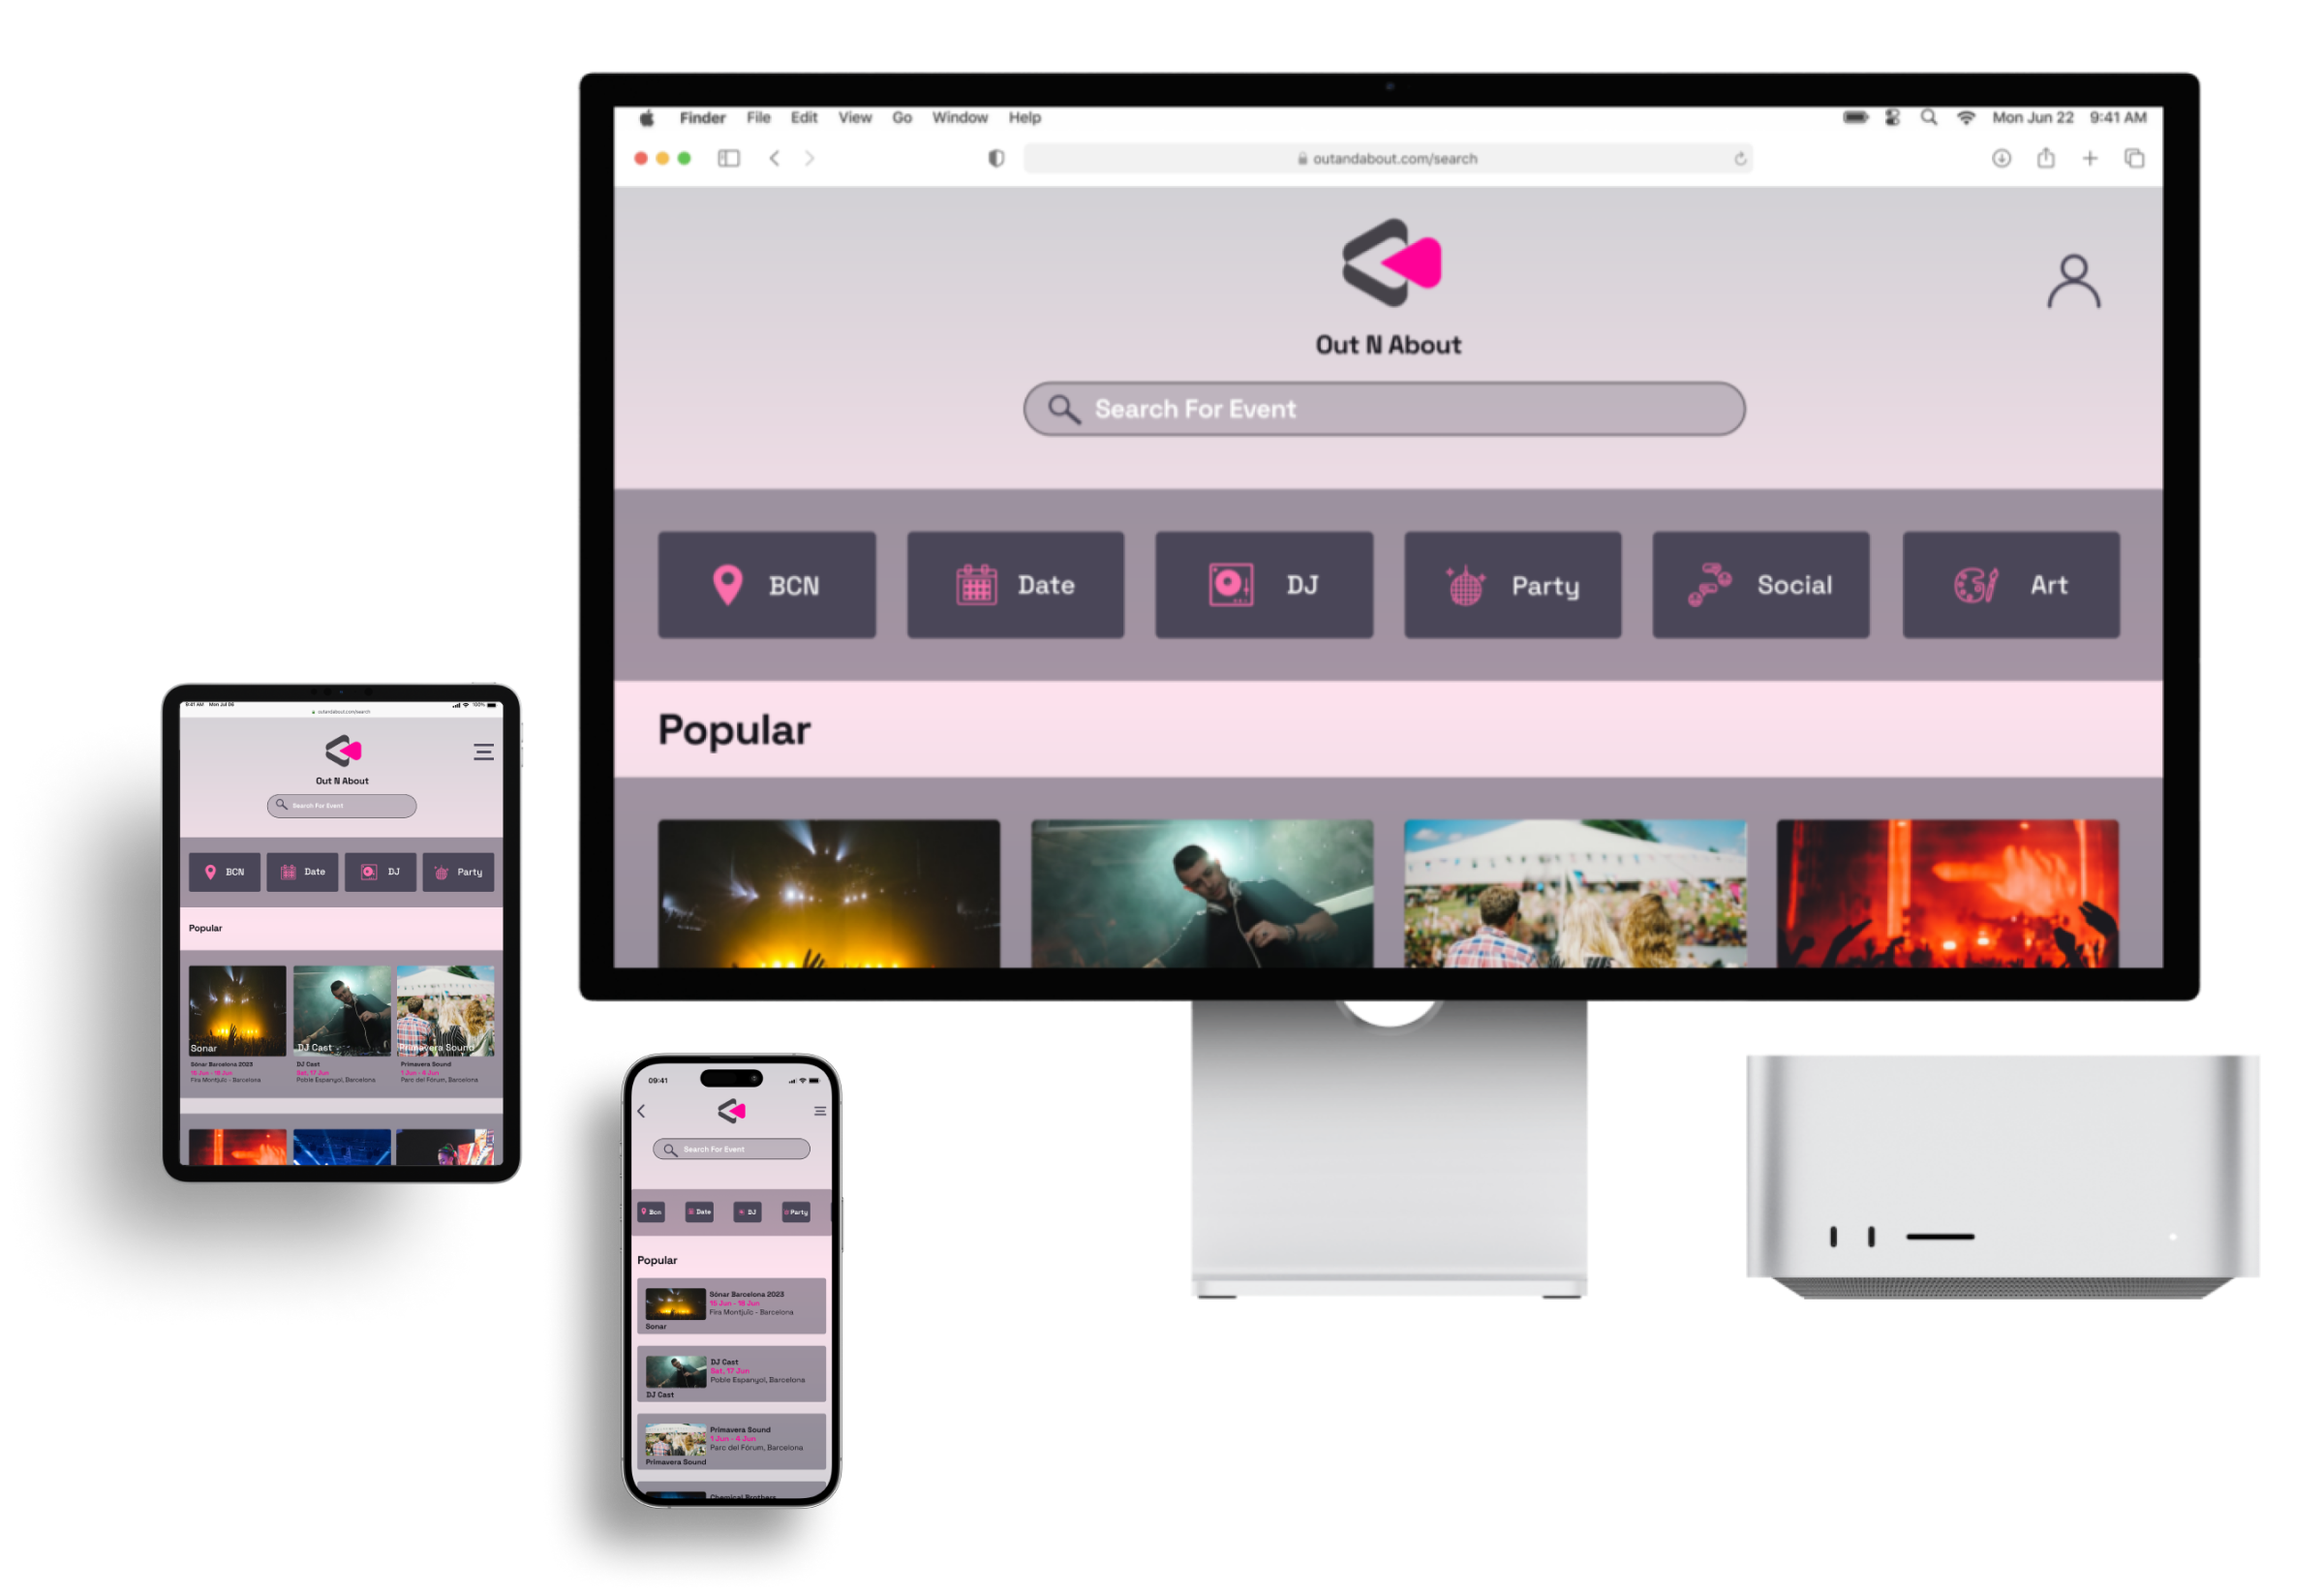 Finder File Edit View Go Window Help
Mon Jun 22 9:41 AM
outandabout.com/search
Out N About
Search For Event
BCN
Date
DJ
Party
Social
Art
Popular
9:41 AM Mon Jul 06
100%
outandabout.com/search
Out N About
Search For Event
BCN
Date
DJ
Party
Popular
Sonar
DJ Cast
Primavera Sound
Sónar Barcelona 2023
15 Jun - 18 Jun
Fira Montjuïc - Barcelona
DJ Cast
Sat, 17 Jun
Poble Espanyol, Barcelona
Primavera Sound
1 Jun - 4 Jun
Parc del Fòrum, Barcelona
09:41
Search For Event
Bcn
Date
DJ
Party
Popular
Sónar Barcelona 2023
15 Jun - 18 Jun
Fira Montjuïc - Barcelona
Sonar
DJ Cast
Sat, 17 Jun
Poble Espanyol, Barcelona
DJ Cast
Primavera Sound
1 Jun - 4 Jun
Parc del Fòrum, Barcelona
Primavera Sound
Chemical Brothers